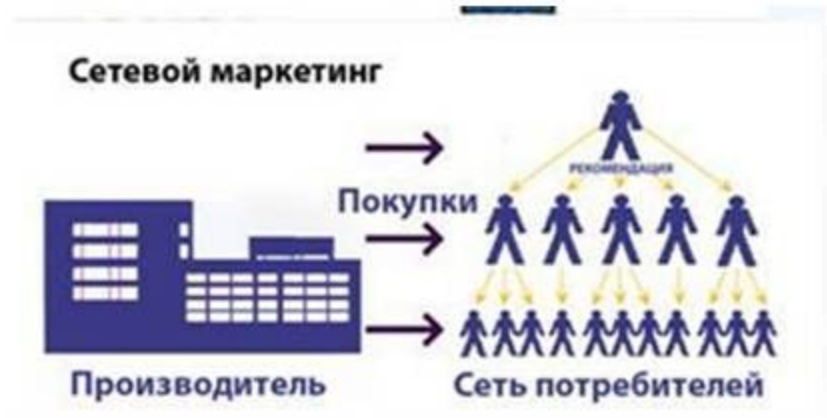 Сетевой маркетинг
РЕКОМЕНДАЦИЯ
Покупки
Производитель
Сеть потребителей